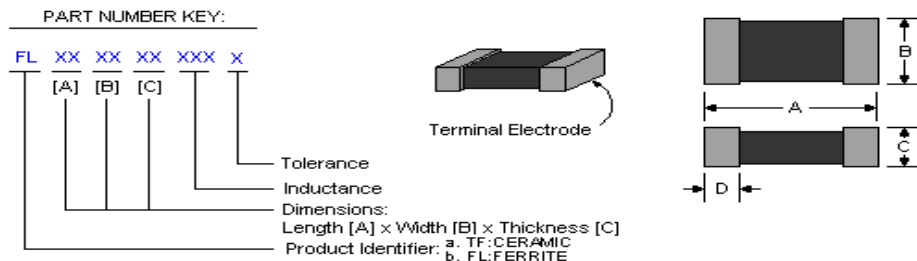 PART NUMBER KEY:
FL XX XX XX XXX X
[A] [B] [C]
Tolerance
Inductance
Dimensions:
Length [A] x Width [B] x Thickness [C]
Product Identifier: a. TF:CERAMIC
b. FL:FERRITE
Terminal Electrode
A
B
C
D